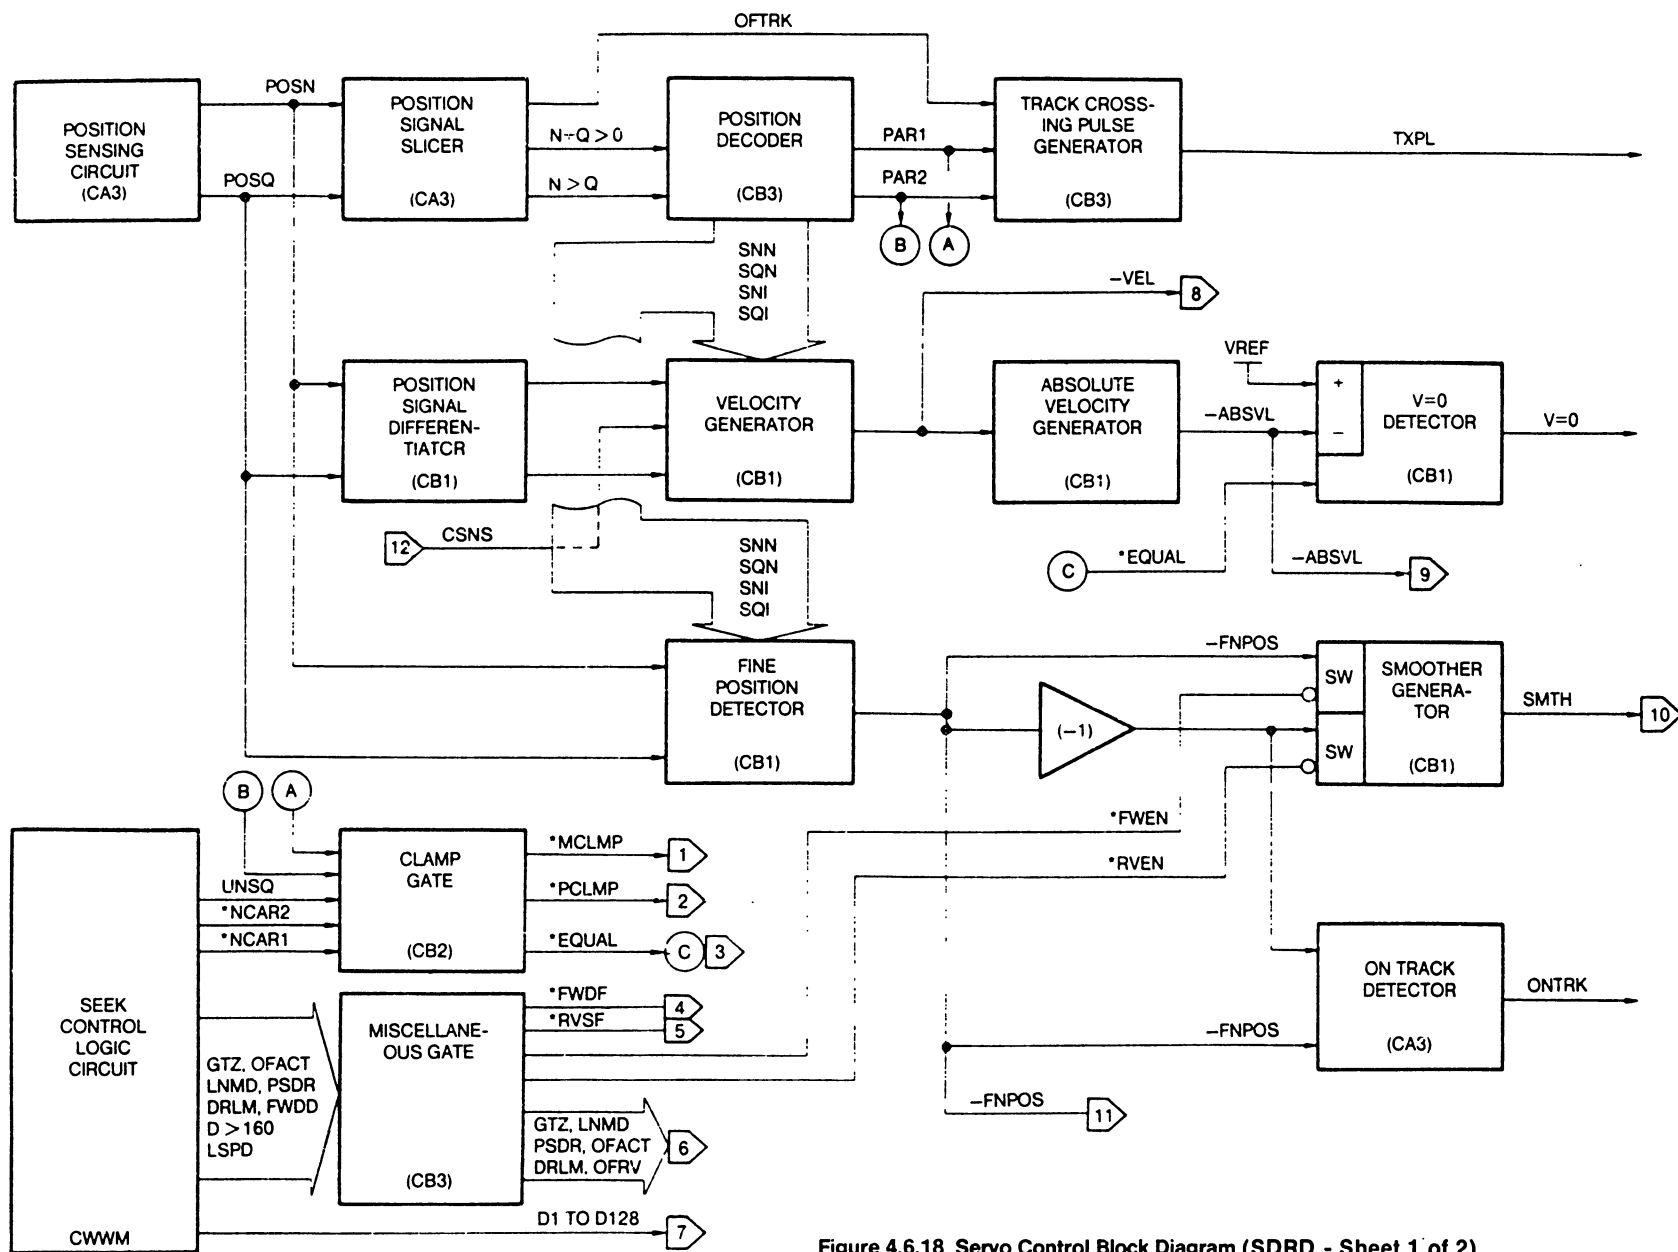 OFTRK
POSITION
SENSING
CIRCUIT
(CA3)
POSN
POSQ
POSITION
SIGNAL
SLICER
(CA3)
N+Q > 0
N > Q
POSITION
DECODER
(CB3)
PAR1
PAR2
B
A
TRACK CROSS-
ING PULSE
GENERATOR
(CB3)
TXPL
SNN
SQN
SNI
SQI
-VEL
8
POSITION
SIGNAL
DIFFEREN-
TIATCR
(CB1)
VELOCITY
GENERATOR
(CB1)
ABSOLUTE
VELOCITY
GENERATOR
(CB1)
VREF
-ABSVL
+
-
V=0
DETECTOR
(CB1)
V=0
12
CSNS
SNN
SQN
SNI
SQI
C
*EQUAL
-ABSVL
9
FINE
POSITION
DETECTOR
(CB1)
-FNPOS
(-1)
SW
SW
SMOOTHER
GENERA-
TOR
(CB1)
SMTH
10
B
A
*FWEN
*RVEN
SEEK
CONTROL
LOGIC
CIRCUIT
CWWM
UNSQ
*NCAR2
*NCAR1
CLAMP
GATE
(CB2)
*MCLMP
1
*PCLMP
2
*EQUAL
C
3
GTZ, OFACT
LNMD, PSDR
DRLM, FWDD
D > 160
LSPD
MISCELLANE-
OUS GATE
(CB3)
*FWDF
4
*RVSF
5
GTZ, LNMD
PSDR, OFACT
DRLM, OFRV
6
D1 TO D128
7
ON TRACK
DETECTOR
(CA3)
ONTRK
-FNPOS
-FNPOS
11
Figure 4.6.18 Servo Control Block Diagram (SDRD - Sheet 1 of 2)